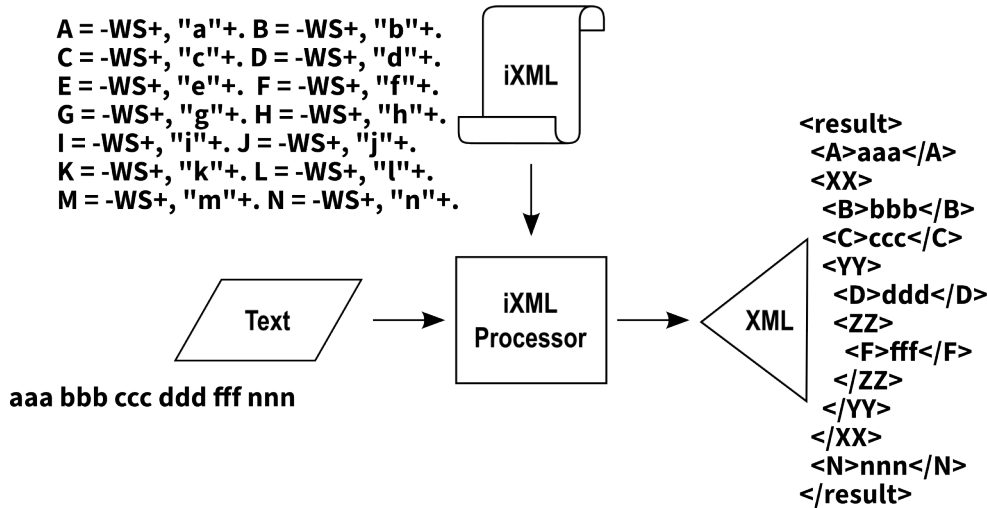 A = -WS+, "a"+. B = -WS+, "b"+.
C = -WS+, "c"+. D = -WS+, "d"+.
E = -WS+, "e"+. F = -WS+, "f"+.
G = -WS+, "g"+. H = -WS+, "h"+.
I = -WS+, "i"+. J = -WS+, "j"+.
K = -WS+, "k"+. L = -WS+, "l"+.
M = -WS+, "m"+. N = -WS+, "n"+.
iXML
Text
aaa bbb ccc ddd fff nnn
iXML
Processor
XML
<result>
<A>aaa</A>
<XX>
<B>bbb</B>
<C>ccc</C>
<YY>
<D>ddd</D>
<ZZ>
<F>fff</F>
</ZZ>
</YY>
</XX>
<N>nnn</N>
</result>